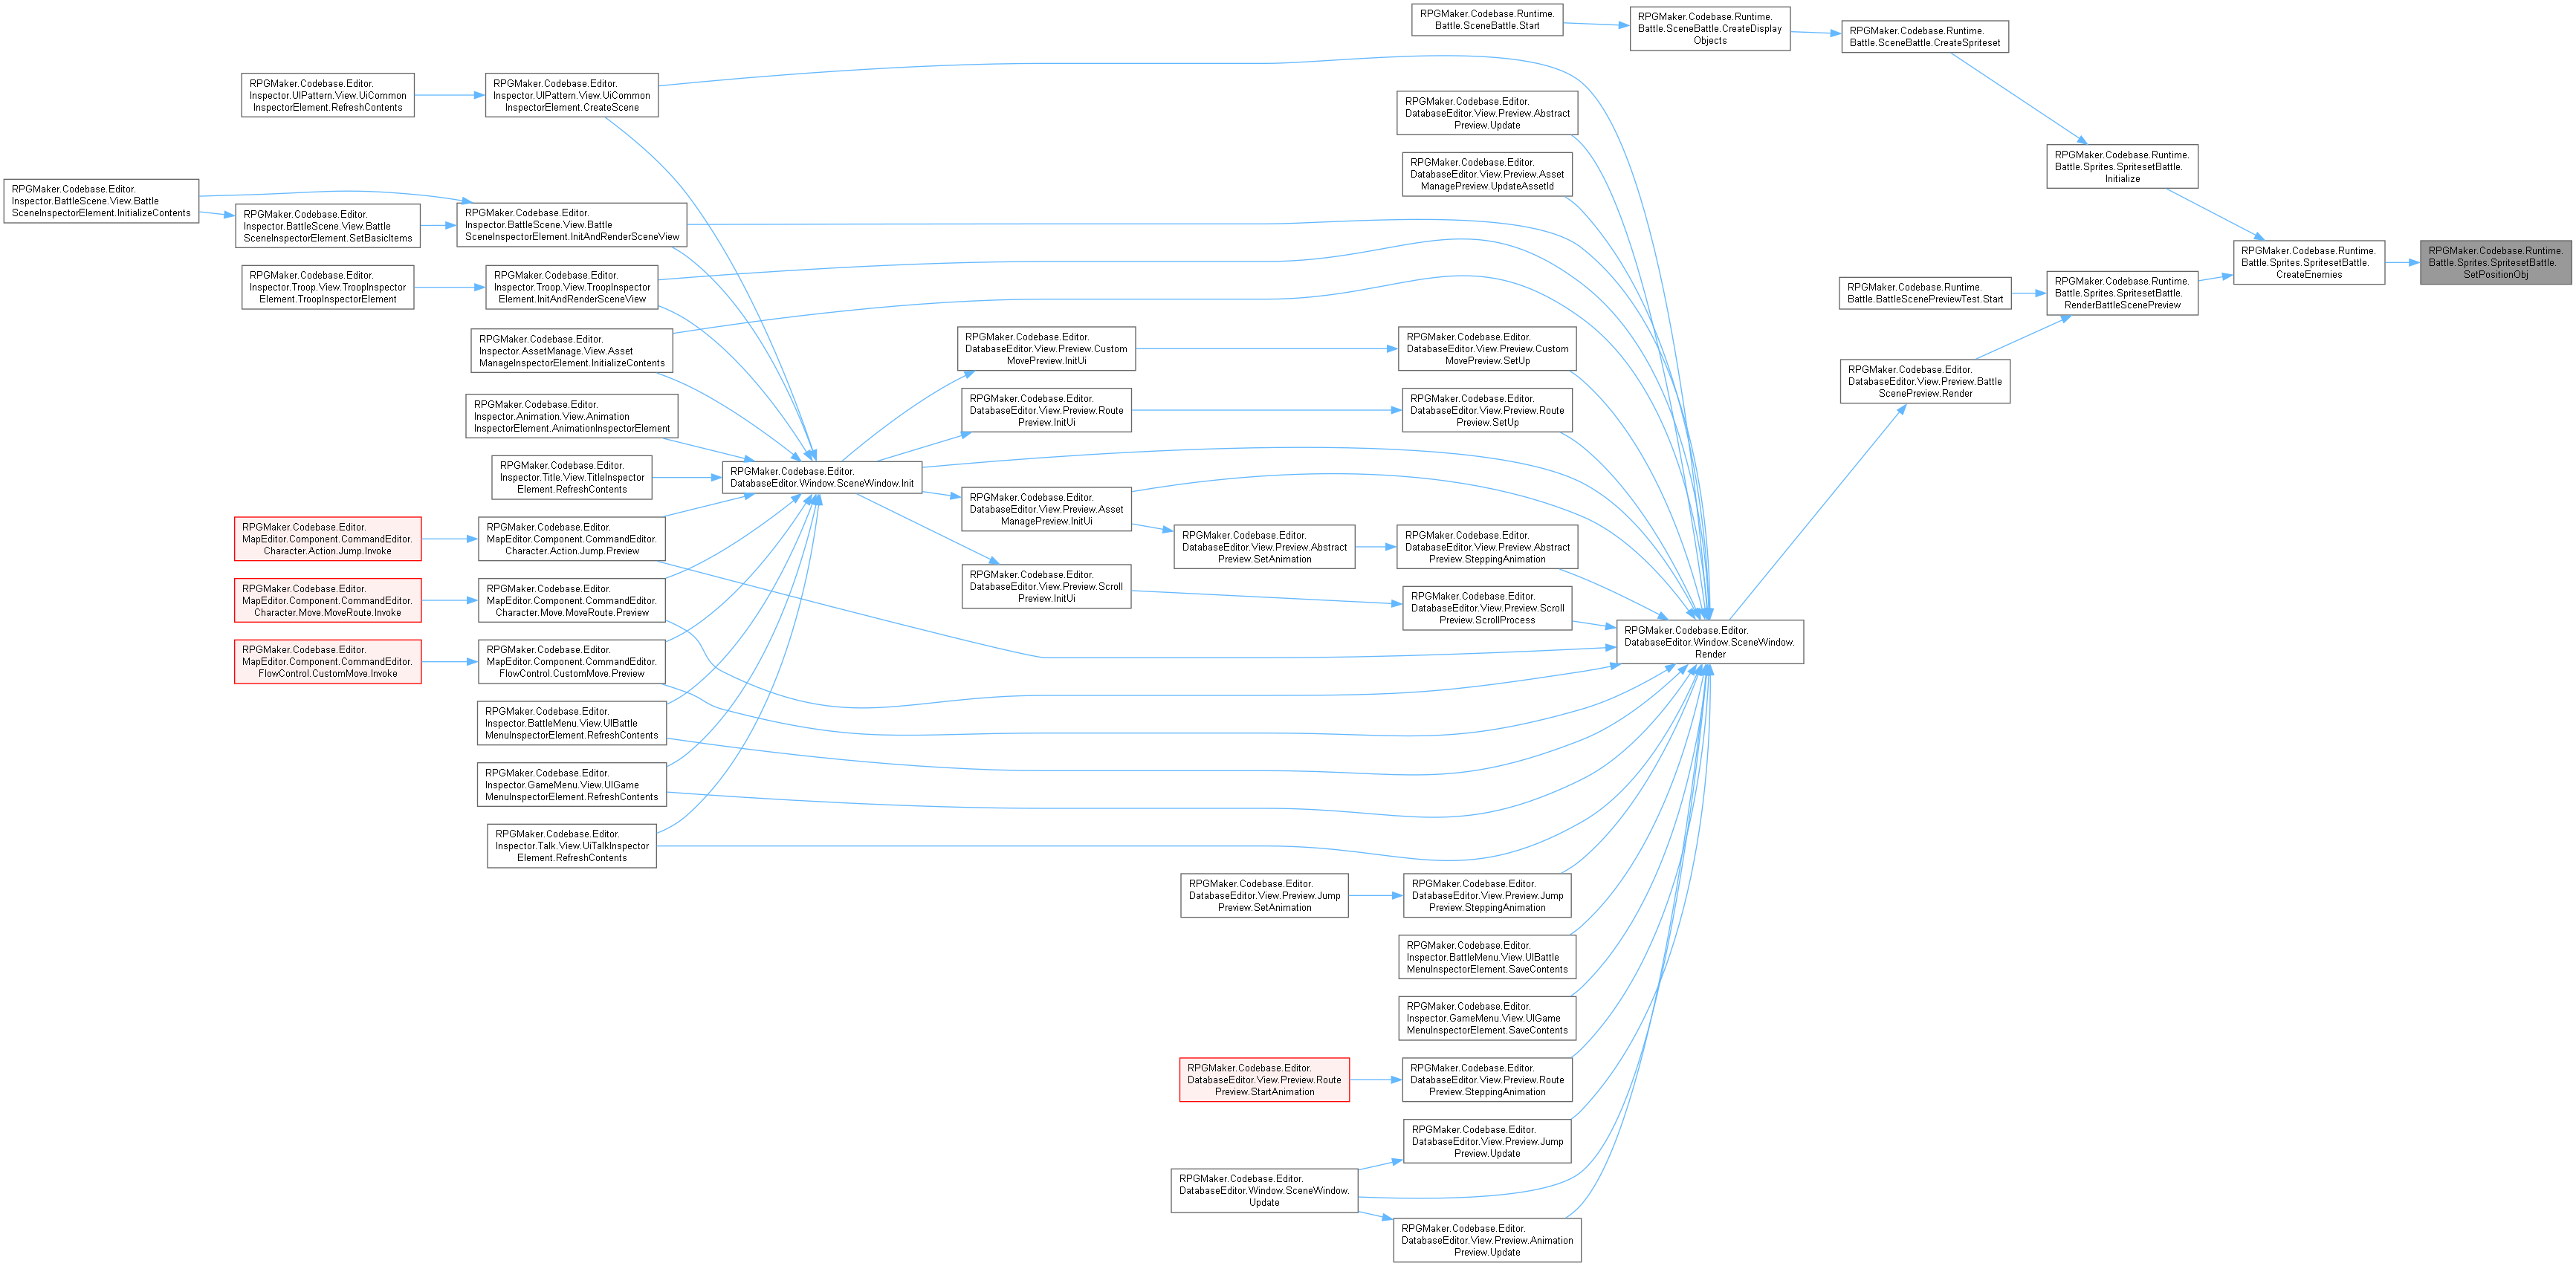 RPGMaker.Codebase.Runtime.
Battle.SceneBattle.Start
RPGMaker.Codebase.Runtime.
Battle.SceneBattle.CreateDisplay
Objects
RPGMaker.Codebase.Runtime.
Battle.SceneBattle.CreateSpriteset
RPGMaker.Codebase.Editor.
Inspector.UIPattern.View.UiCommon
InspectorElement.RefreshContents
RPGMaker.Codebase.Editor.
Inspector.UIPattern.View.UiCommon
InspectorElement.CreateScene
RPGMaker.Codebase.Editor.
DatabaseEditor.View.Preview.Abstract
Preview.Update
RPGMaker.Codebase.Editor.
DatabaseEditor.View.Preview.Asset
ManagePreview.UpdateAssetId
RPGMaker.Codebase.Runtime.
Battle.Sprites.SpritesetBattle.
Initialize
RPGMaker.Codebase.Editor.
Inspector.BattleScene.View.Battle
SceneInspectorElement.InitializeContents
RPGMaker.Codebase.Editor.
Inspector.BattleScene.View.Battle
SceneInspectorElement.SetBasicItems
RPGMaker.Codebase.Editor.
Inspector.BattleScene.View.Battle
SceneInspectorElement.InitAndRenderSceneView
RPGMaker.Codebase.Runtime.
Battle.Sprites.SpritesetBattle.
CreateEnemies
RPGMaker.Codebase.Runtime.
Battle.Sprites.SpritesetBattle.
SetPositionObj
RPGMaker.Codebase.Editor.
Inspector.Troop.View.TroopInspector
Element.TroopInspectorElement
RPGMaker.Codebase.Editor.
Inspector.Troop.View.TroopInspector
Element.InitAndRenderSceneView
RPGMaker.Codebase.Runtime.
Battle.BattleScenePreviewTest.Start
RPGMaker.Codebase.Runtime.
Battle.Sprites.SpritesetBattle.
RenderBattleScenePreview
RPGMaker.Codebase.Editor.
Inspector.AssetManage.View.Asset
ManageInspectorElement.InitializeContents
RPGMaker.Codebase.Editor.
DatabaseEditor.View.Preview.Custom
MovePreview.InitUi
RPGMaker.Codebase.Editor.
DatabaseEditor.View.Preview.Custom
MovePreview.SetUp
RPGMaker.Codebase.Editor.
DatabaseEditor.View.Preview.Battle
ScenePreview.Render
RPGMaker.Codebase.Editor.
Inspector.Animation.View.Animation
InspectorElement.AnimationInspectorElement
RPGMaker.Codebase.Editor.
DatabaseEditor.View.Preview.Route
Preview.InitUi
RPGMaker.Codebase.Editor.
DatabaseEditor.View.Preview.Route
Preview.SetUp
RPGMaker.Codebase.Editor.
Inspector.Title.View.TitleInspector
Element.RefreshContents
RPGMaker.Codebase.Editor.
DatabaseEditor.Window.SceneWindow.Init
RPGMaker.Codebase.Editor.
DatabaseEditor.View.Preview.Asset
ManagePreview.InitUi
RPGMaker.Codebase.Editor.
MapEditor.Component.CommandEditor.
Character.Action.Jump.Invoke
RPGMaker.Codebase.Editor.
MapEditor.Component.CommandEditor.
Character.Action.Jump.Preview
RPGMaker.Codebase.Editor.
DatabaseEditor.View.Preview.Abstract
Preview.SetAnimation
RPGMaker.Codebase.Editor.
DatabaseEditor.View.Preview.Abstract
Preview.SteppingAnimation
RPGMaker.Codebase.Editor.
DatabaseEditor.View.Preview.Scroll
Preview.InitUi
RPGMaker.Codebase.Editor.
DatabaseEditor.View.Preview.Scroll
Preview.ScrollProcess
RPGMaker.Codebase.Editor.
MapEditor.Component.CommandEditor.
Character.Move.MoveRoute.Invoke
RPGMaker.Codebase.Editor.
MapEditor.Component.CommandEditor.
Character.Move.MoveRoute.Preview
RPGMaker.Codebase.Editor.
DatabaseEditor.Window.SceneWindow.
Render
RPGMaker.Codebase.Editor.
MapEditor.Component.CommandEditor.
FlowControl.CustomMove.Invoke
RPGMaker.Codebase.Editor.
MapEditor.Component.CommandEditor.
FlowControl.CustomMove.Preview
RPGMaker.Codebase.Editor.
Inspector.BattleMenu.View.UIBattle
MenuInspectorElement.RefreshContents
RPGMaker.Codebase.Editor.
Inspector.GameMenu.View.UIGame
MenuInspectorElement.RefreshContents
RPGMaker.Codebase.Editor.
Inspector.Talk.View.UiTalkInspector
Element.RefreshContents
RPGMaker.Codebase.Editor.
DatabaseEditor.View.Preview.Jump
Preview.SetAnimation
RPGMaker.Codebase.Editor.
DatabaseEditor.View.Preview.Jump
Preview.SteppingAnimation
RPGMaker.Codebase.Editor.
Inspector.BattleMenu.View.UIBattle
MenuInspectorElement.SaveContents
RPGMaker.Codebase.Editor.
Inspector.GameMenu.View.UIGame
MenuInspectorElement.SaveContents
RPGMaker.Codebase.Editor.
DatabaseEditor.View.Preview.Route
Preview.StartAnimation
RPGMaker.Codebase.Editor.
DatabaseEditor.View.Preview.Route
Preview.SteppingAnimation
RPGMaker.Codebase.Editor.
DatabaseEditor.View.Preview.Jump
Preview.Update
RPGMaker.Codebase.Editor.
DatabaseEditor.Window.SceneWindow.
Update
RPGMaker.Codebase.Editor.
DatabaseEditor.View.Preview.Animation
Preview.Update